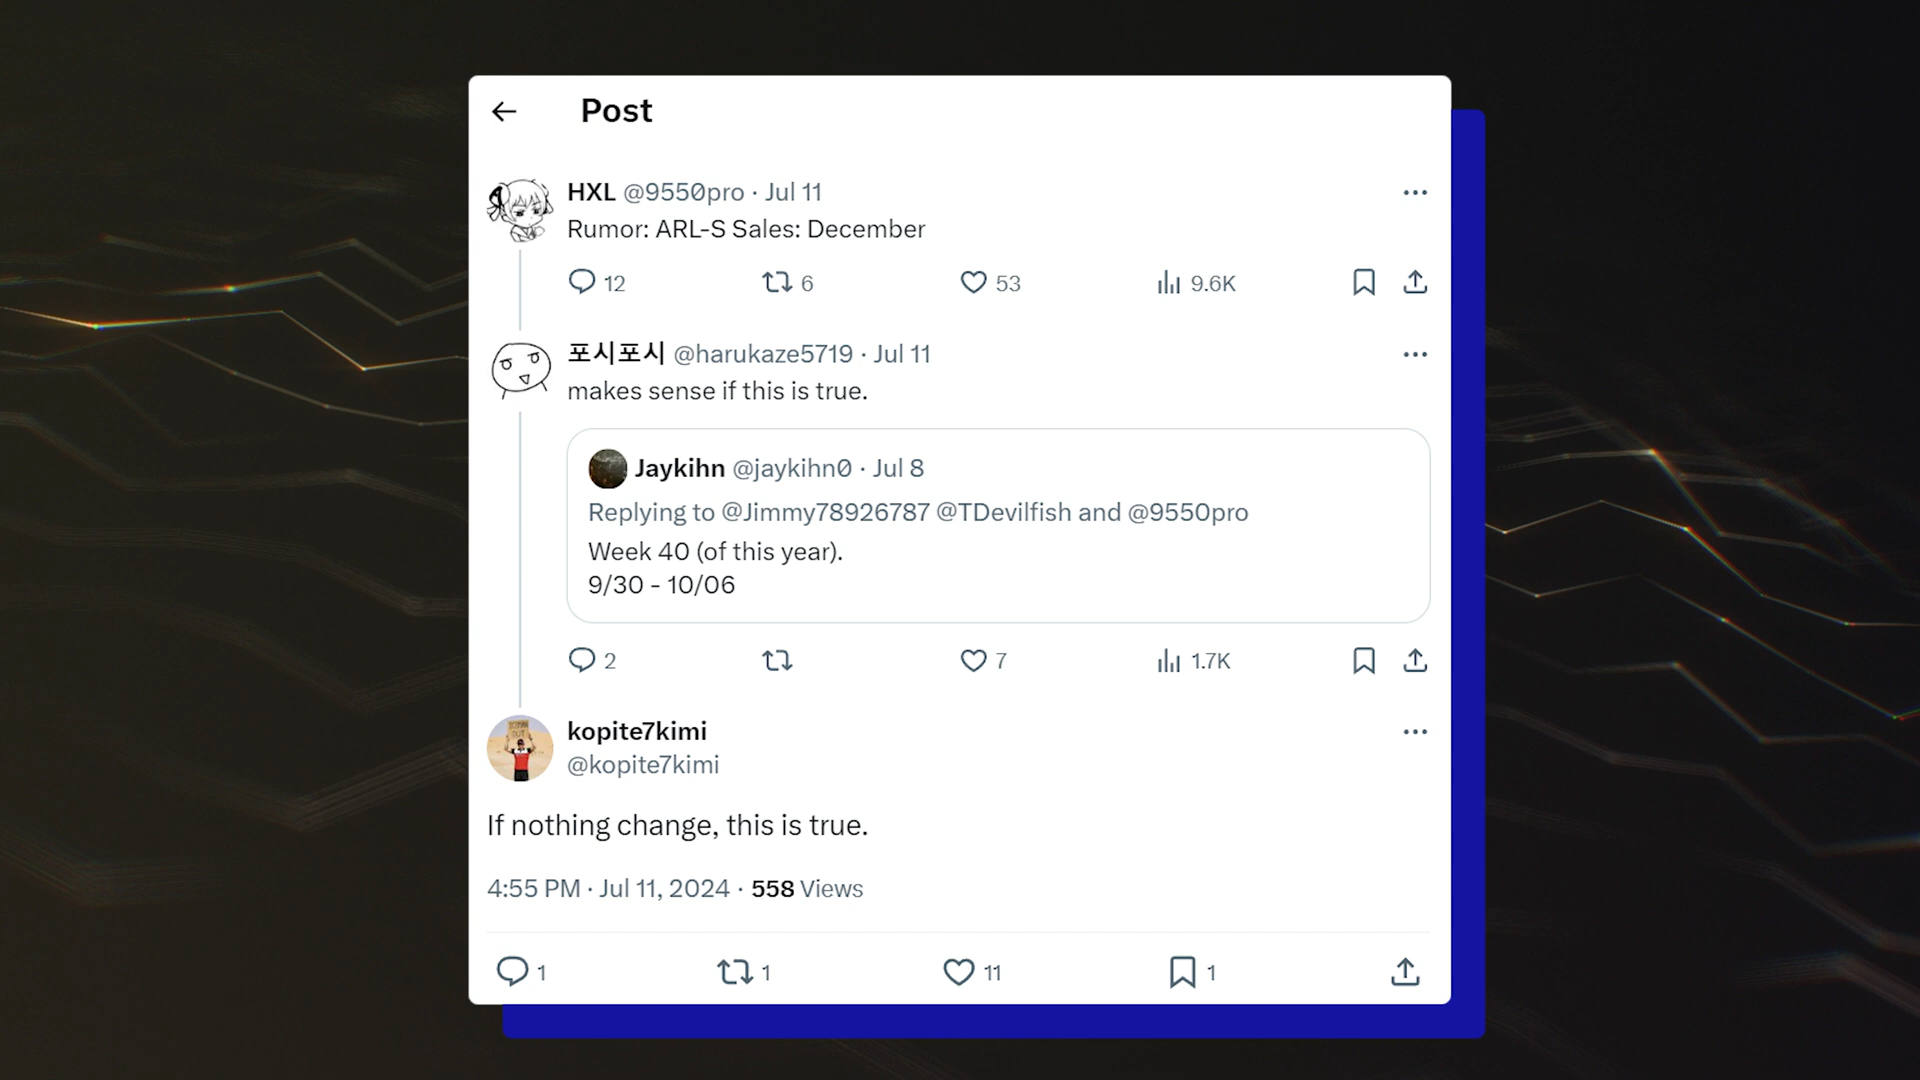 Post
HXL @9550pro · Jul 11
Rumor: ARL-S Sales: December
12 6 53 9.6K
포시포시 @harukaze5719 · Jul 11
makes sense if this is true.
Jaykihn @jaykihn0 · Jul 8
Replying to @Jimmy78926787 @TDevilfish and @9550pro
Week 40 (of this year).
9/30 - 10/06
2 7 1.7K
kopite7kimi
@kopite7kimi
If nothing change, this is true.
4:55 PM · Jul 11, 2024 · 558 Views
1 1 11 1